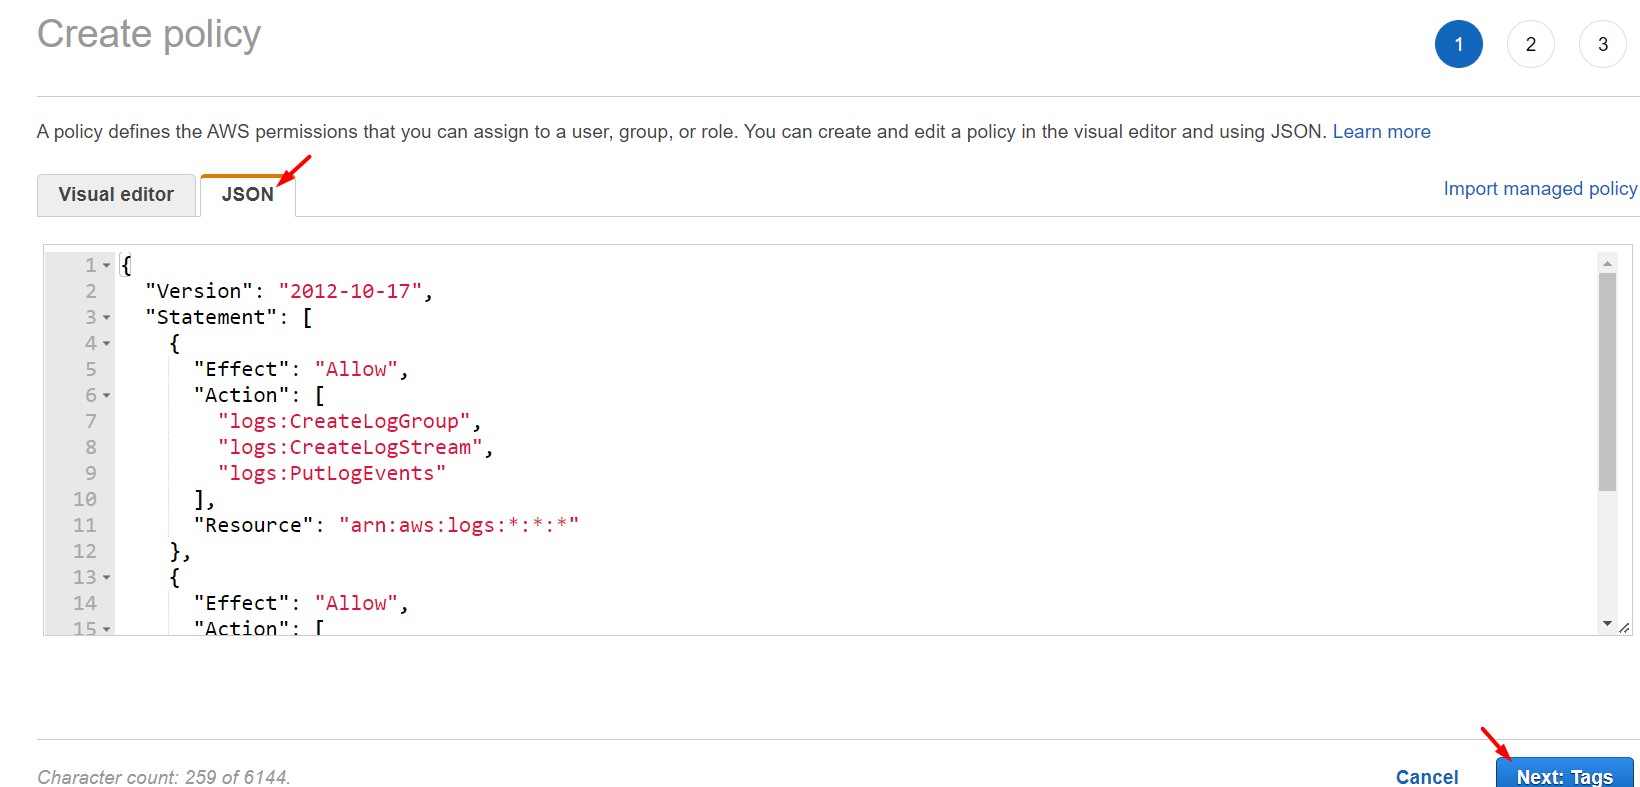 Create policy
1 2 3
A policy defines the AWS permissions that you can assign to a user, group, or role. You can create and edit a policy in the visual editor and using JSON. Learn more
Visual editor JSON
Import managed policy
1 {
2 "Version": "2012-10-17",
3 "Statement": [
4 {
5 "Effect": "Allow",
6 "Action": [
7 "logs:CreateLogGroup",
8 "logs:CreateLogStream",
9 "logs:PutLogEvents"
10 ],
11 "Resource": "arn:aws:logs:*:*:*"
12 },
13 {
14 "Effect": "Allow",
15 "Action": [
Character count: 259 of 6144.
Cancel Next: Tags